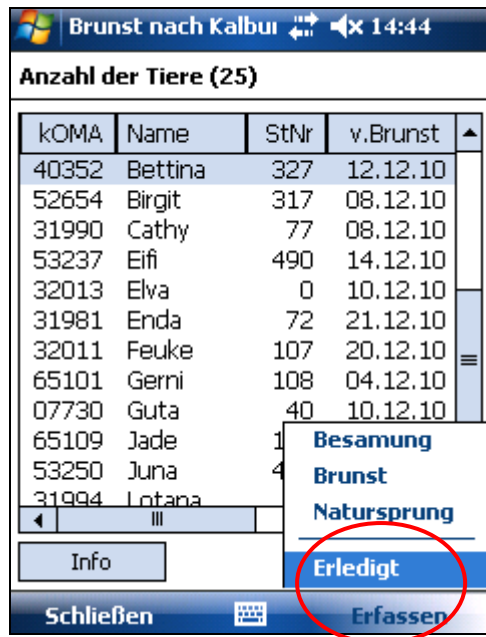 Brunst nach Kalbu 14:44
Anzahl der Tiere (25)
kOMA Name StNr v.Brunst
40352 Bettina 327 12.12.10
52654 Birgit 317 08.12.10
31990 Cathy 77 08.12.10
53237 Eifi 490 14.12.10
32013 Elva 0 10.12.10
31981 Enda 72 21.12.10
32011 Feuke 107 20.12.10
65101 Gerni 108 04.12.10
07730 Guta 40 10.12.10
65109 Jade 1
53250 Juna 4
31994 Lotana
Besamung
Brunst
Natursprung
Erledigt
Info
Schließen Erfassen